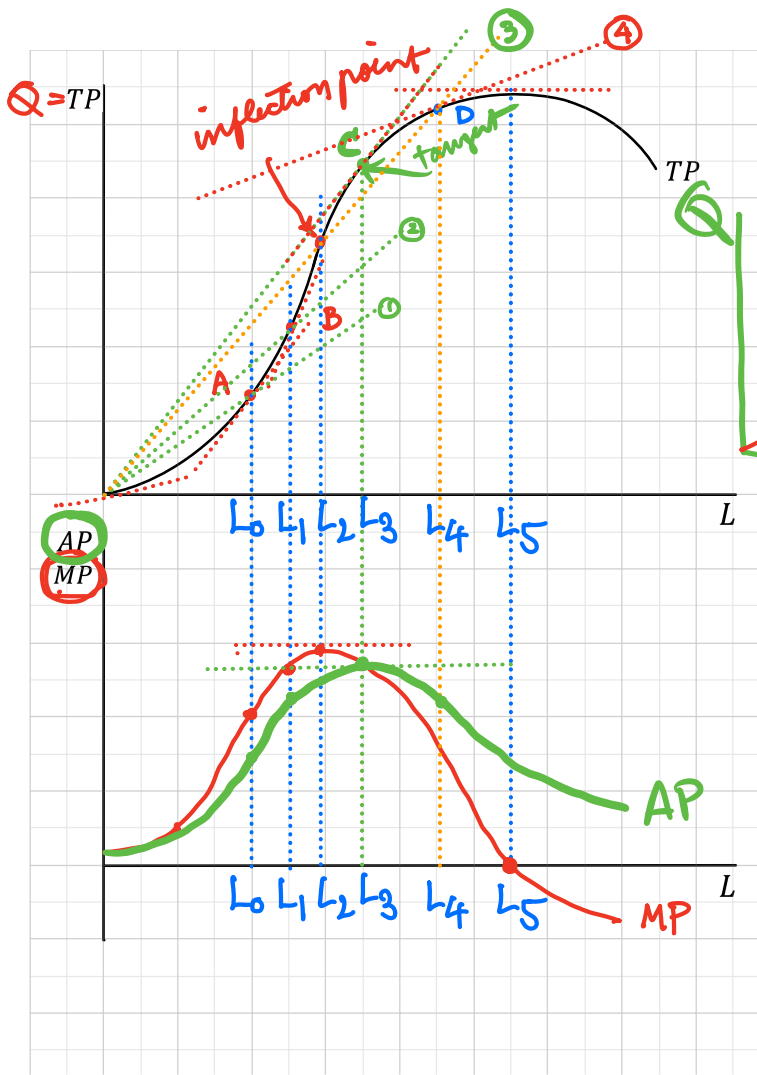 ③
④
inflection point
Q = TP
D
C
tangent
TP
Q
②
B
①
A
L
L0 L1 L2 L3 L4 L5
AP
MP
AP
L
L0 L1 L2 L3 L4 L5
MP